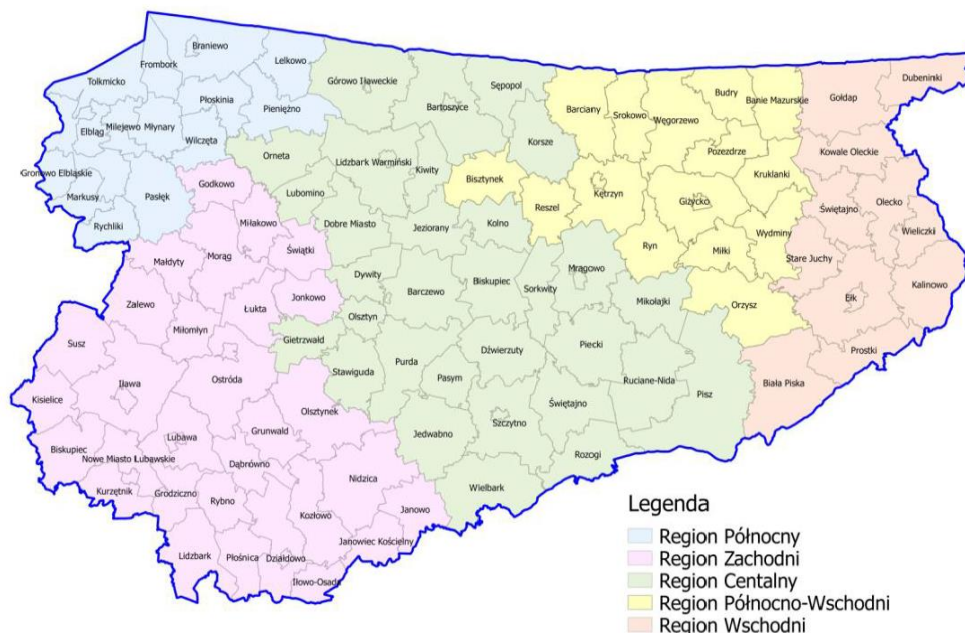 Braniewo
Frombork
Lelkowo
Tolkmicko
Płoskinia
Pieniężno
Elbląg
Milejewo
Młynary
Wilczęta
Gronowo Elbląskie
Markusy
Pasłęk
Rychliki
Górowo Iławeckie
Sępopol
Bartoszyce
Korsze
Orneta
Lidzbark Warmiński
Kiwity
Lubomino
Dobre Miasto
Jeziorany
Kolno
Bisztynek
Reszel
Barciany
Srokowo
Węgorzewo
Budry
Banie Mazurskie
Pozezdrze
Kruklanki
Kętrzyn
Giżycko
Ryn
Miłki
Wydminy
Orzysz
Gołdap
Dubeninki
Kowale Oleckie
Świętajno
Olecko
Wieliczki
Stare Juchy
Ełk
Kalinowo
Prostki
Biała Piska
Godkowo
Miłakowo
Świątki
Małdyty
Morąg
Jonkowo
Zalewo
Łukta
Miłomłyn
Susz
Iława
Ostróda
Kisielice
Olsztynek
Grunwald
Lubawa
Biskupiec
Nowe Miasto Lubawskie
Dąbrówno
Nidzica
Kurzętnik
Grodziczno
Rybno
Kozłowo
Janowo
Janowiec Kościelny
Lidzbark
Płośnica
Działdowo
Iłowo-Osada
Dywity
Barczewo
Biskupiec
Sorkwity
Mrągowo
Mikołajki
Olsztyn
Gietrzwałd
Stawiguda
Purda
Pasym
Dźwierzuty
Piecki
Ruciane-Nida
Pisz
Świętajno
Szczytno
Jedwabno
Rozogi
Wielbark
Legenda
Region Północny
Region Zachodni
Region Centalny
Region Północno-Wschodni
Region Wschodni